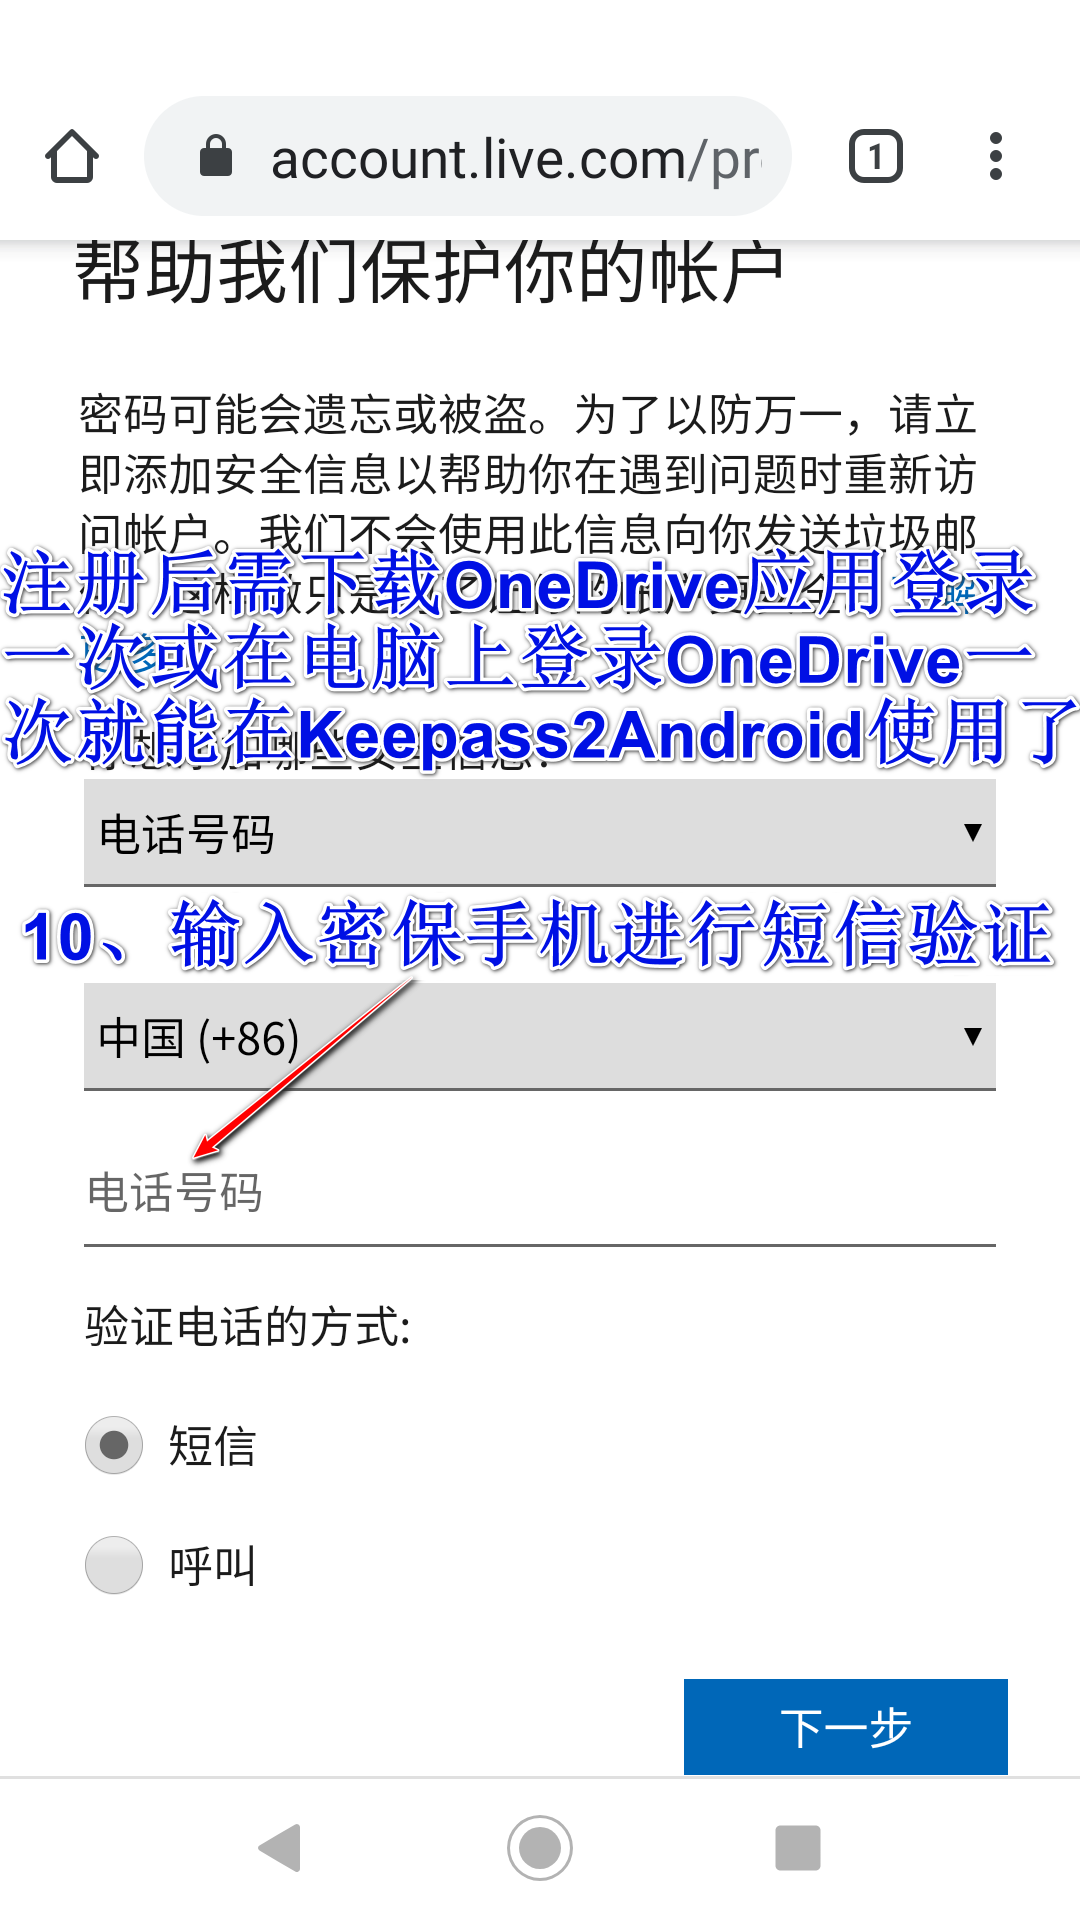 account.live.com/pr
1
帮助我们保护你的帐户
密码可能会遗忘或被盗。为了以防万一，请立
即添加安全信息以帮助你在遇到问题时重新访
问帐户。我们不会使用此信息向你发送垃圾邮
注册后需下载OneDrive应用登录
一次或在电脑上登录OneDrive一
次就能在Keepass2Android使用了
电话号码
10、输入密保手机进行短信验证
中国 (+86)
电话号码
验证电话的方式:
短信
呼叫
下一步